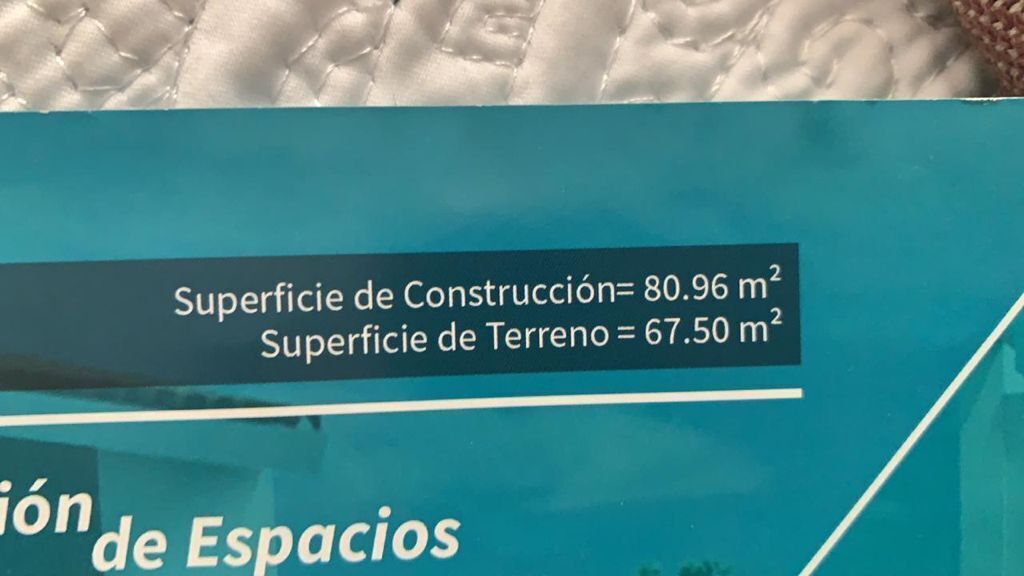 Superficie de Construcción= 80.96 m²
Superficie de Terreno = 67.50 m²
ión
de Espacios